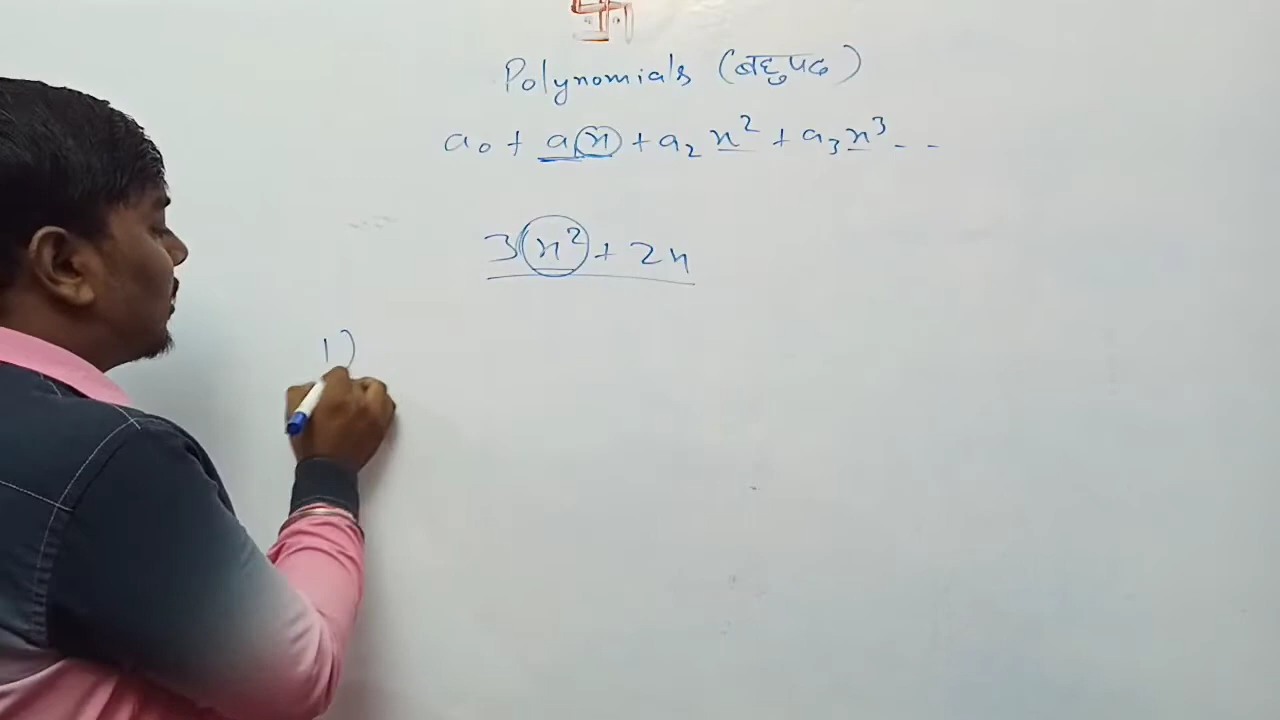 Polynomials (बहुपद)
a₀ + a₁x + a₂x² + a₃x³ - -
3x² + 2x
1)